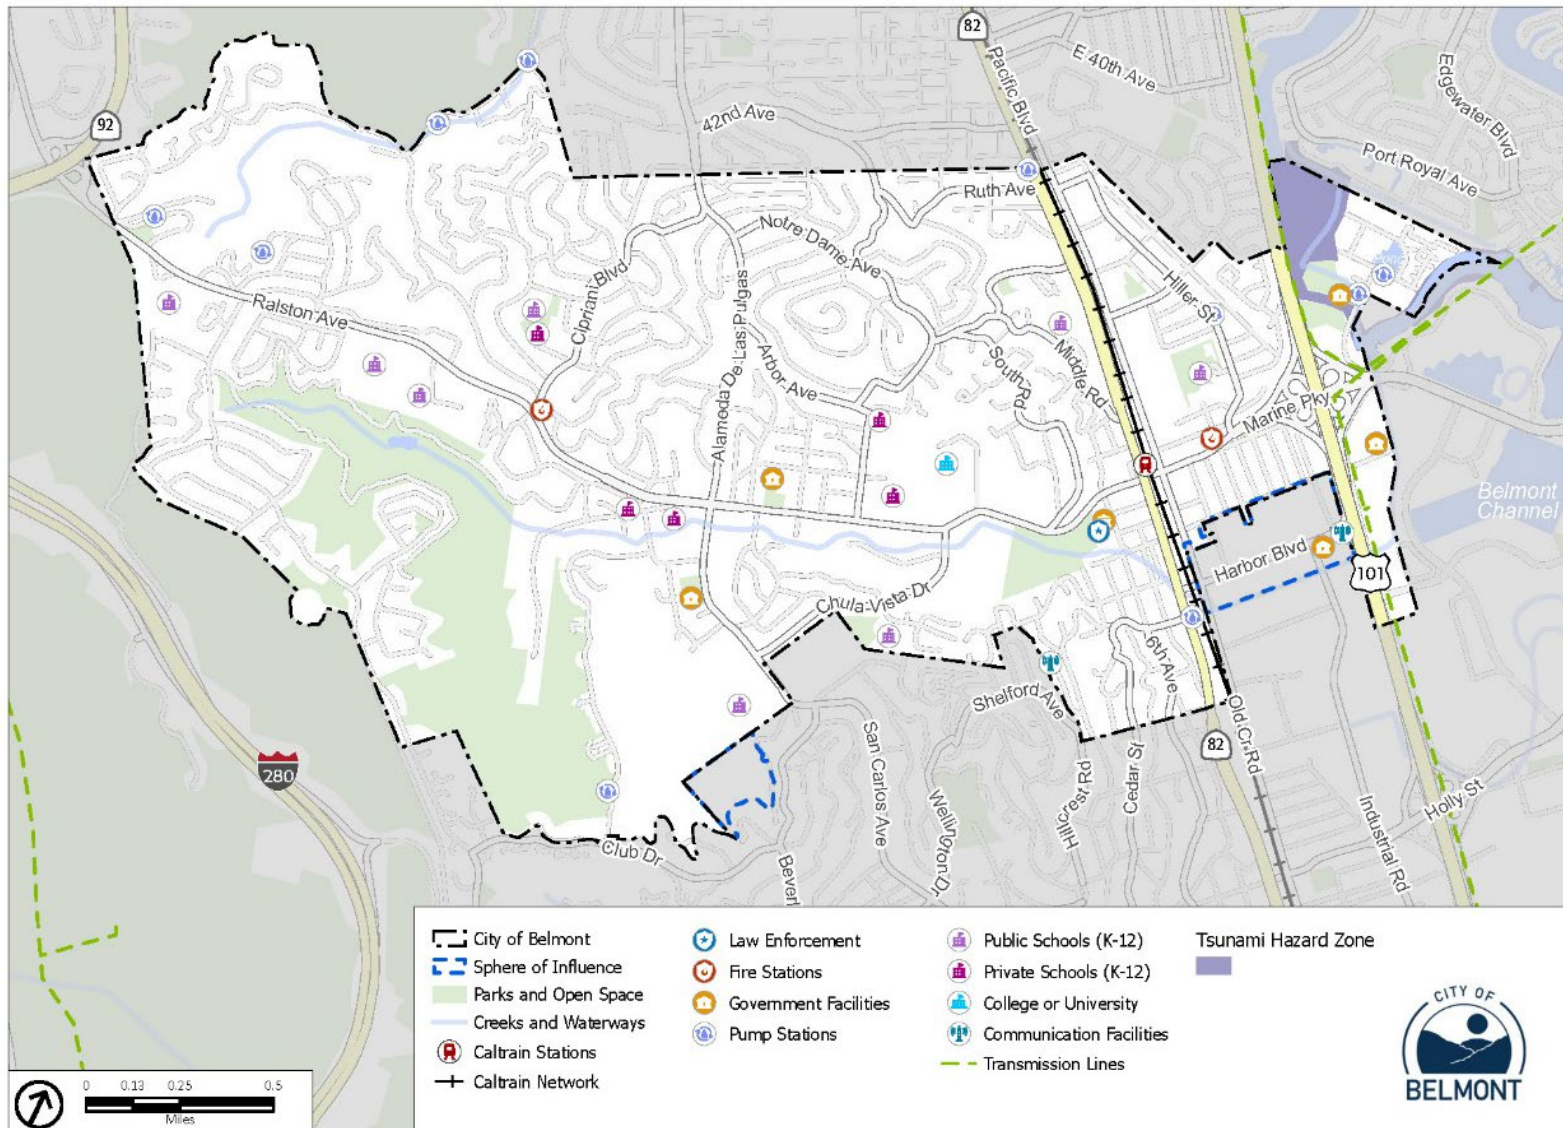 82
92
Pacific Blvd
E 40th Ave
Edgewater Blvd
42nd Ave
Port Royal Ave
Ruth Ave
Notre Dame Ave
Cipriani Blvd
Hiller St
Ralston Ave
Alameda De Las Pulgas
Arbor Ave
South Rd
Middle Rd
Marine Pky
Belmont
Channel
Harbor Blvd
101
Chula Vista Dr
6th Ave
Shelford Ave
Old Cr Rd
82
280
San Carlos Ave
Wellington Dr
Hillcrest Rd
Cedar St
Industrial Rd
Holly St
Club Dr
Beverl
City of Belmont
Sphere of Influence
Parks and Open Space
Creeks and Waterways
Caltrain Stations
Caltrain Network
Law Enforcement
Fire Stations
Government Facilities
Pump Stations
Public Schools (K-12)
Private Schools (K-12)
College or University
Communication Facilities
Transmission Lines
Tsunami Hazard Zone
CITY OF
BELMONT
0 0.13 0.25 0.5
Miles